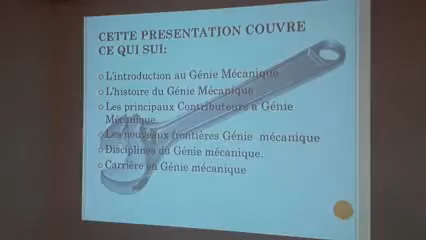 CETTE PRESENTATION COUVRE
CE QUI SUI:
L'introduction au Génie Mécanique
L'histoire du Génie Mécanique
Les principaux Contributeurs à Génie
Mécanique.
Les nouveaux frontières Génie mécanique
Disciplines du Génie mécanique.
Carrière en Génie mécanique